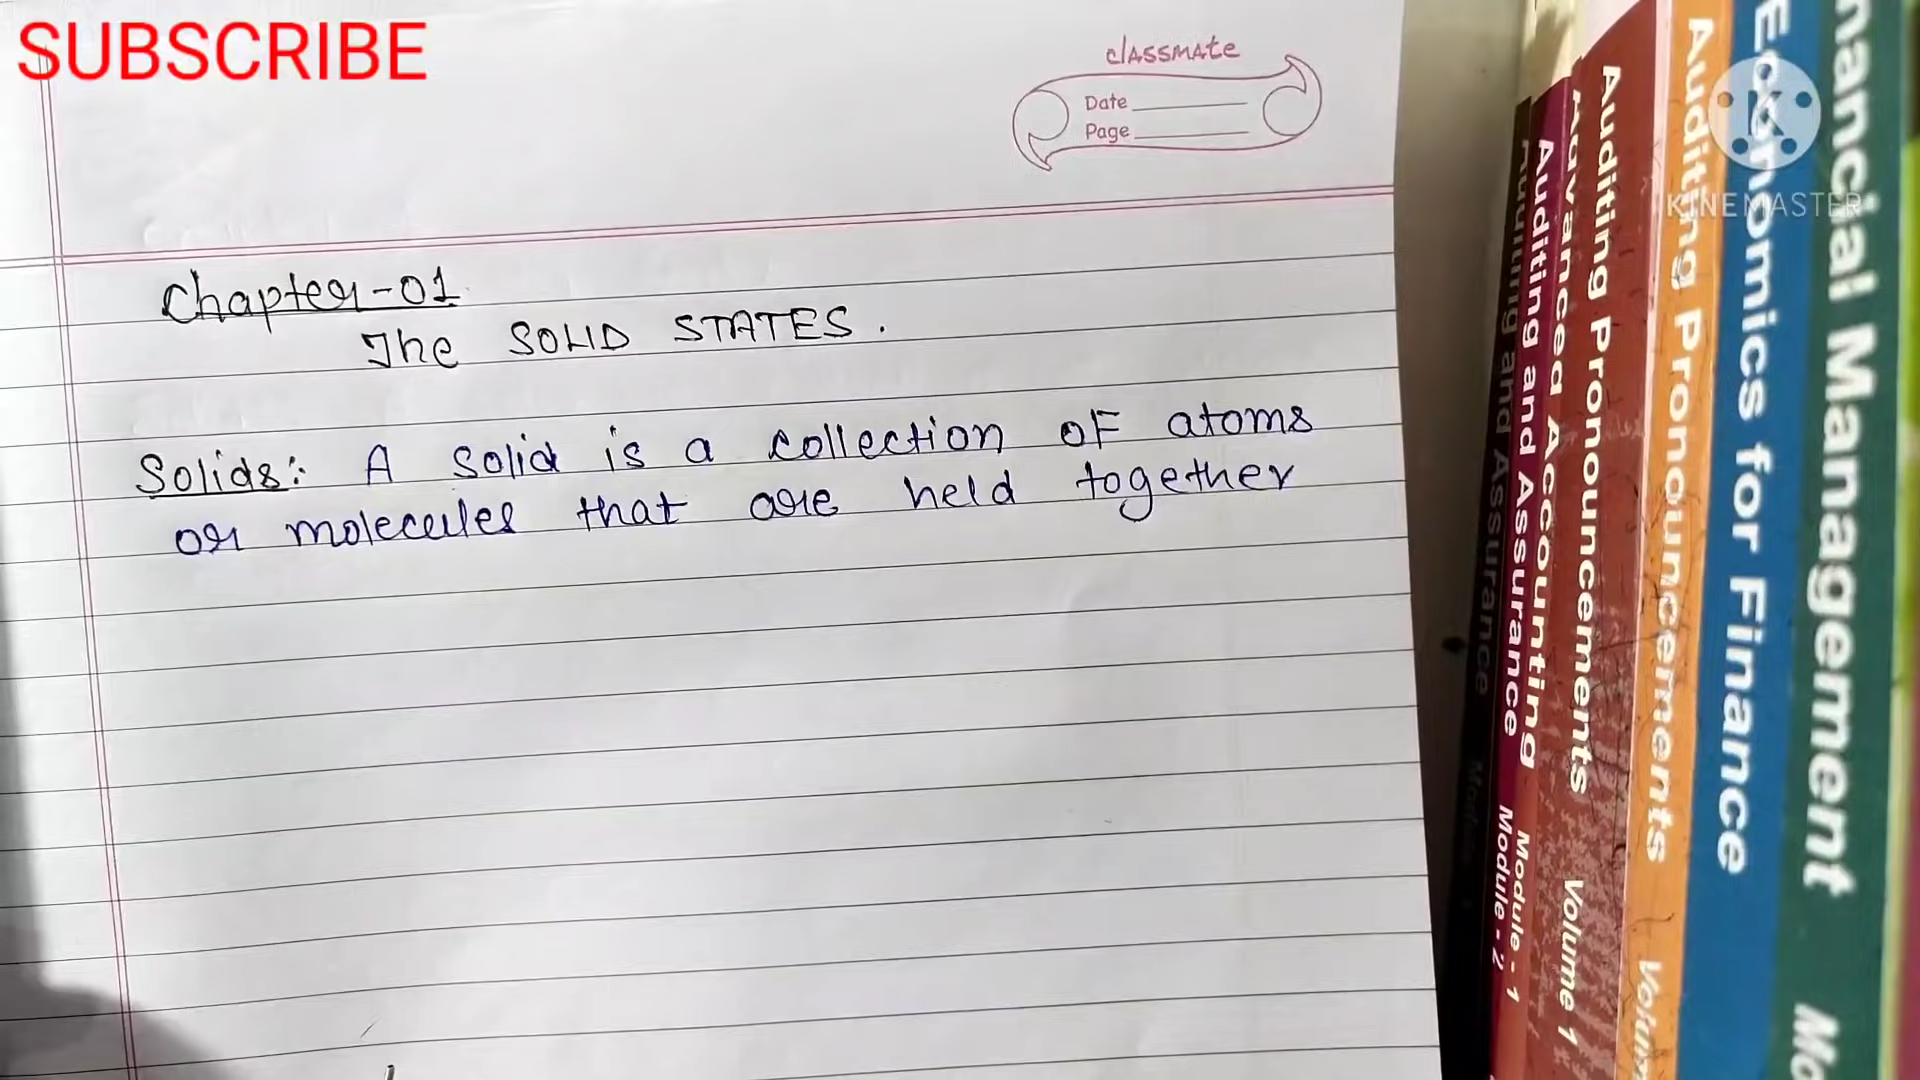 SUBSCRIBE
classmate
Date
Page
Chapter-01
The SOLID STATES.
Solids: A solid is a collection OF atoms
or molecules that are held together
Auditing and Assurance
Auditing and Assurance Module - 2
Advanced Accounting Module - 1
Auditing Pronouncements Volume 1
Auditing Pronouncements
Economics for Finance
Management
KINEMASTER